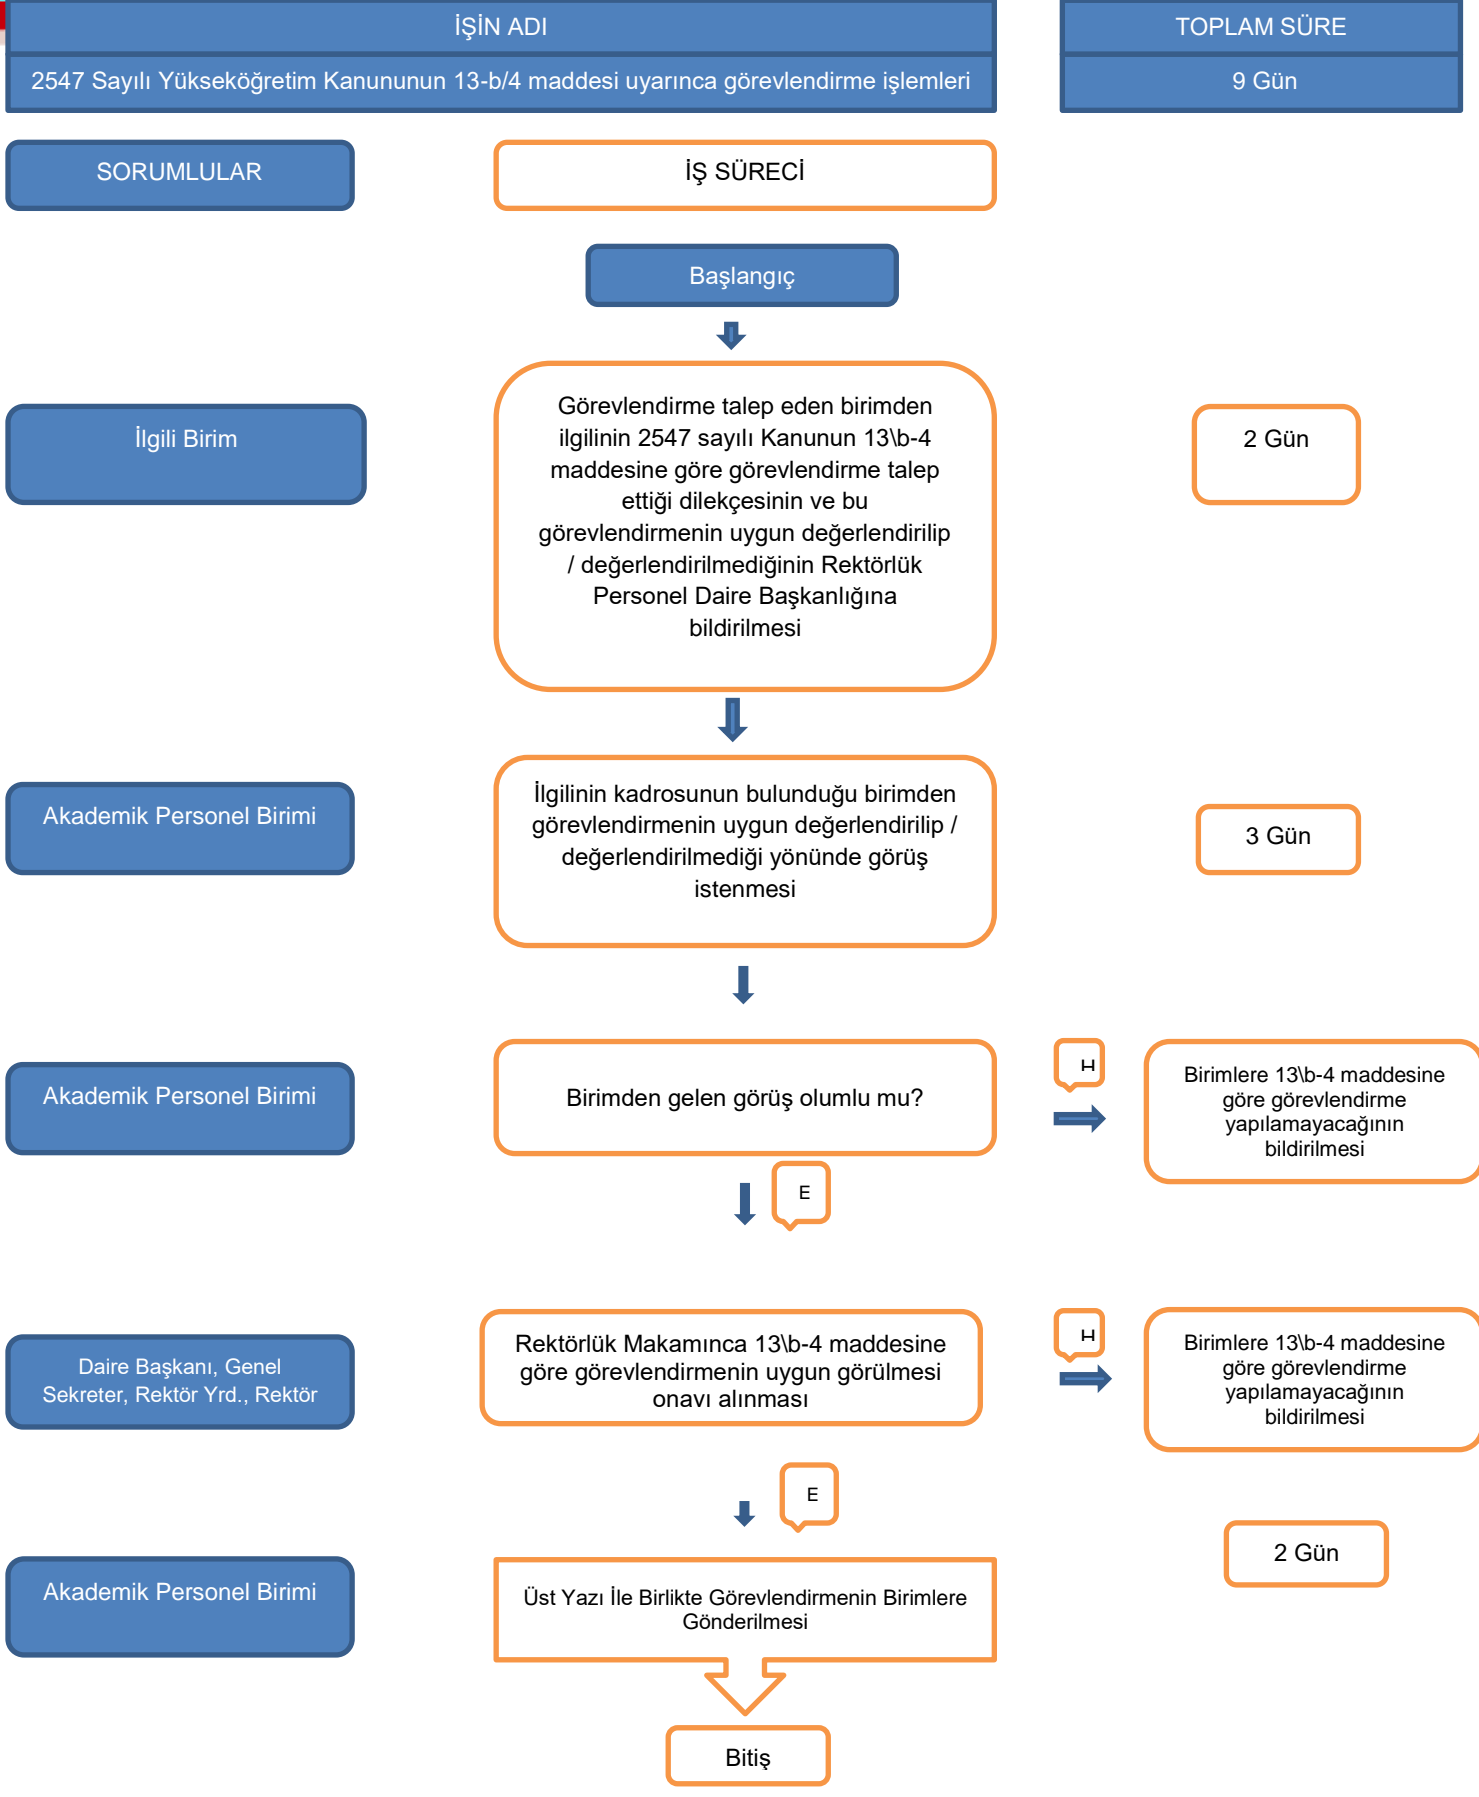 İŞİN ADI
TOPLAM SÜRE
2547 Sayılı Yükseköğretim Kanununun 13-b/4 maddesi uyarınca görevlendirme işlemleri
9 Gün
SORUMLULAR
İŞ SÜRECİ
Başlangıç
İlgili Birim
Görevlendirme talep eden birimden
ilgilinin 2547 sayılı Kanunun 13\b-4
maddesine göre görevlendirme talep
ettiği dilekçesinin ve bu
görevlendirmenin uygun değerlendirilip
/ değerlendirilmediğinin Rektörlük
Personel Daire Başkanlığına
bildirilmesi
2 Gün
Akademik Personel Birimi
İlgilinin kadrosunun bulunduğu birimden
görevlendirmenin uygun değerlendirilip /
değerlendirilmediği yönünde görüş
istenmesi
3 Gün
Akademik Personel Birimi
Birimden gelen görüş olumlu mu?
H
Birimlere 13\b-4 maddesine
göre görevlendirme
yapılamayacağının
bildirilmesi
E
Daire Başkanı, Genel
Sekreter, Rektör Yrd., Rektör
Rektörlük Makamınca 13\b-4 maddesine
göre görevlendirmenin uygun görülmesi
onayı alınması
H
Birimlere 13\b-4 maddesine
göre görevlendirme
yapılamayacağının
bildirilmesi
E
2 Gün
Akademik Personel Birimi
Üst Yazı İle Birlikte Görevlendirmenin Birimlere
Gönderilmesi
Bitiş